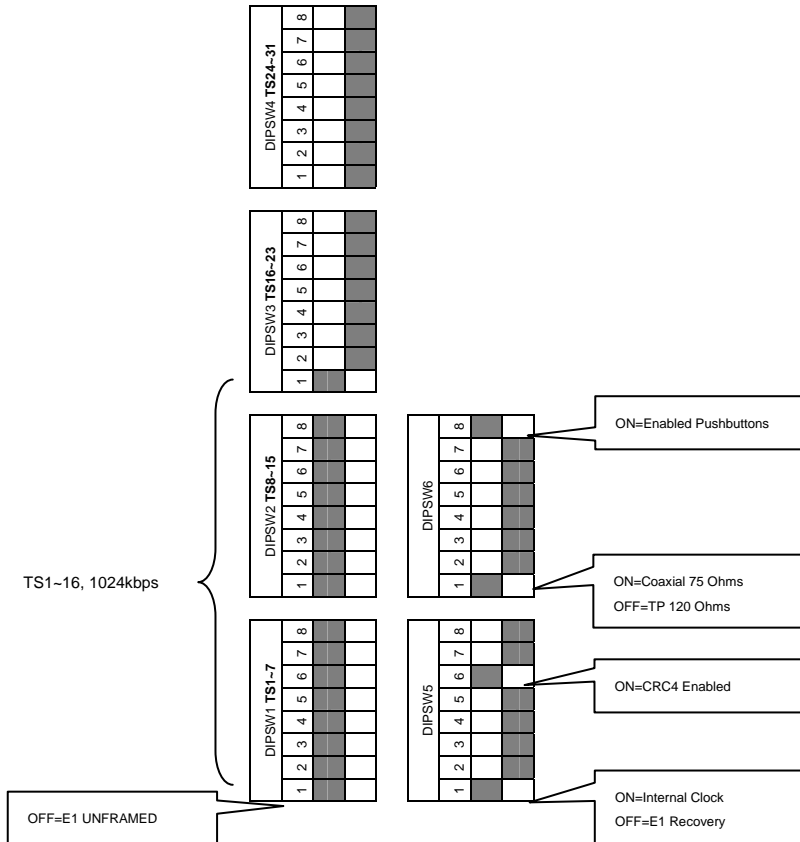 DIPSW4 TS24~31
1 2 3 4 5 6 7 8
DIPSW3 TS16~23
1 2 3 4 5 6 7 8
DIPSW2 TS8~15
1 2 3 4 5 6 7 8
DIPSW6
1 2 3 4 5 6 7 8
ON=Enabled Pushbuttons
TS1~16, 1024kbps
ON=Coaxial 75 Ohms
OFF=TP 120 Ohms
DIPSW1 TS1~7
1 2 3 4 5 6 7 8
DIPSW5
1 2 3 4 5 6 7 8
ON=CRC4 Enabled
OFF=E1 UNFRAMED
ON=Internal Clock
OFF=E1 Recovery